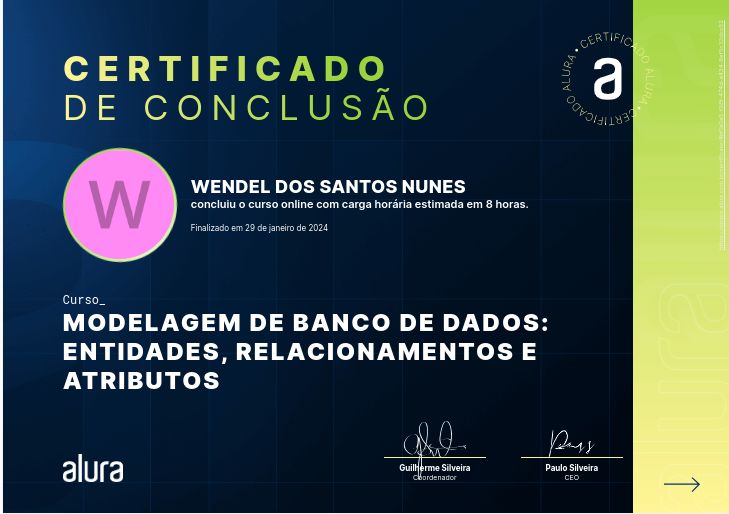 CERTIFICADO
DE CONCLUSÃO
CERTIFICADO ALURA • CERTIFICADO ALURA •
a
W
WENDEL DOS SANTOS NUNES
concluiu o curso online com carga horária estimada em 8 horas.
Finalizado em 29 de janeiro de 2024
Curso_
MODELAGEM DE BANCO DE DADOS:
ENTIDADES, RELACIONAMENTOS E
ATRIBUTOS
alura
Guilherme Silveira
Coordenador
Paulo Silveira
CEO
alura